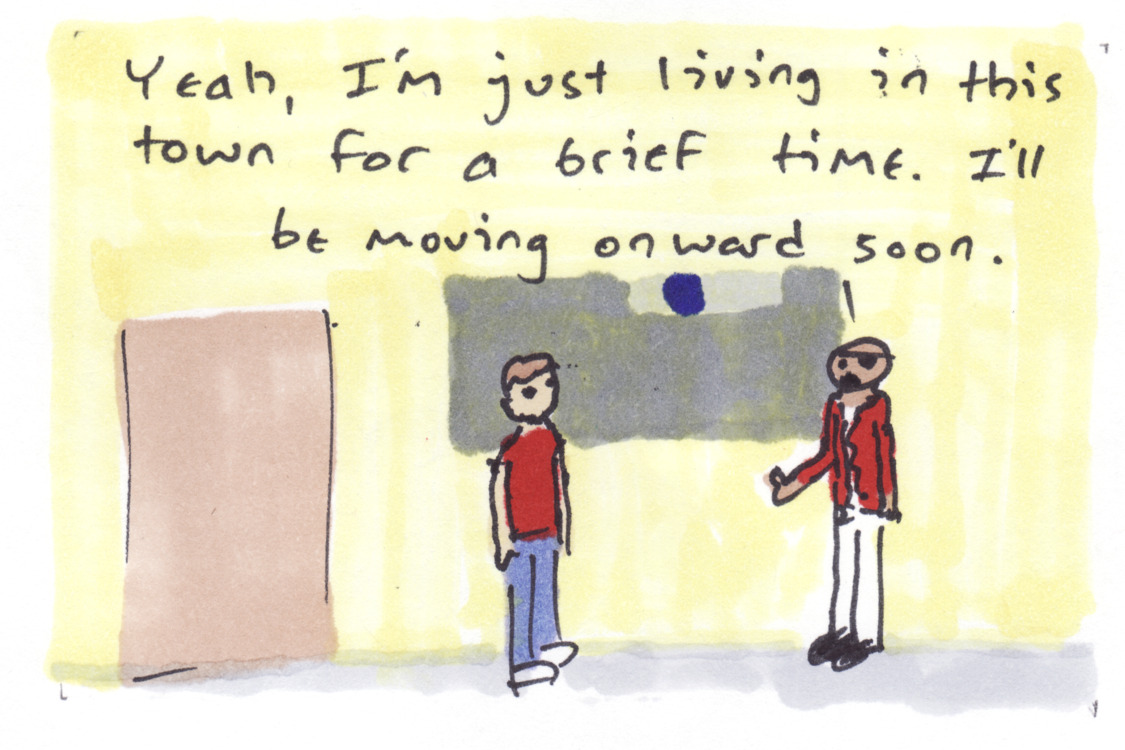 Yeah, I'm just living in this
town for a brief time. I'll
be moving onward soon.